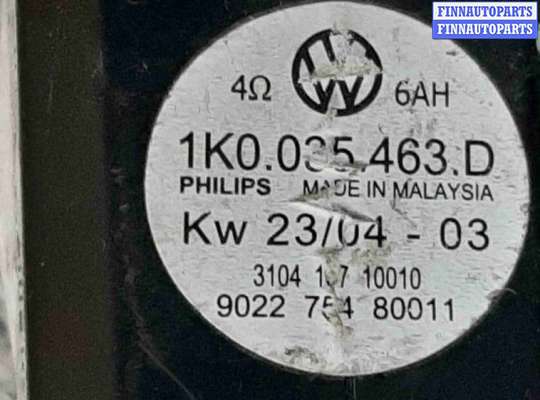 FINNAUTOPARTS
FINNAUTOPARTS
4Ω 6AH
1K0.035.463.D
PHILIPS MADE IN MALAYSIA
Kw 23/04 - 03
3104 10010
9022 754 80011